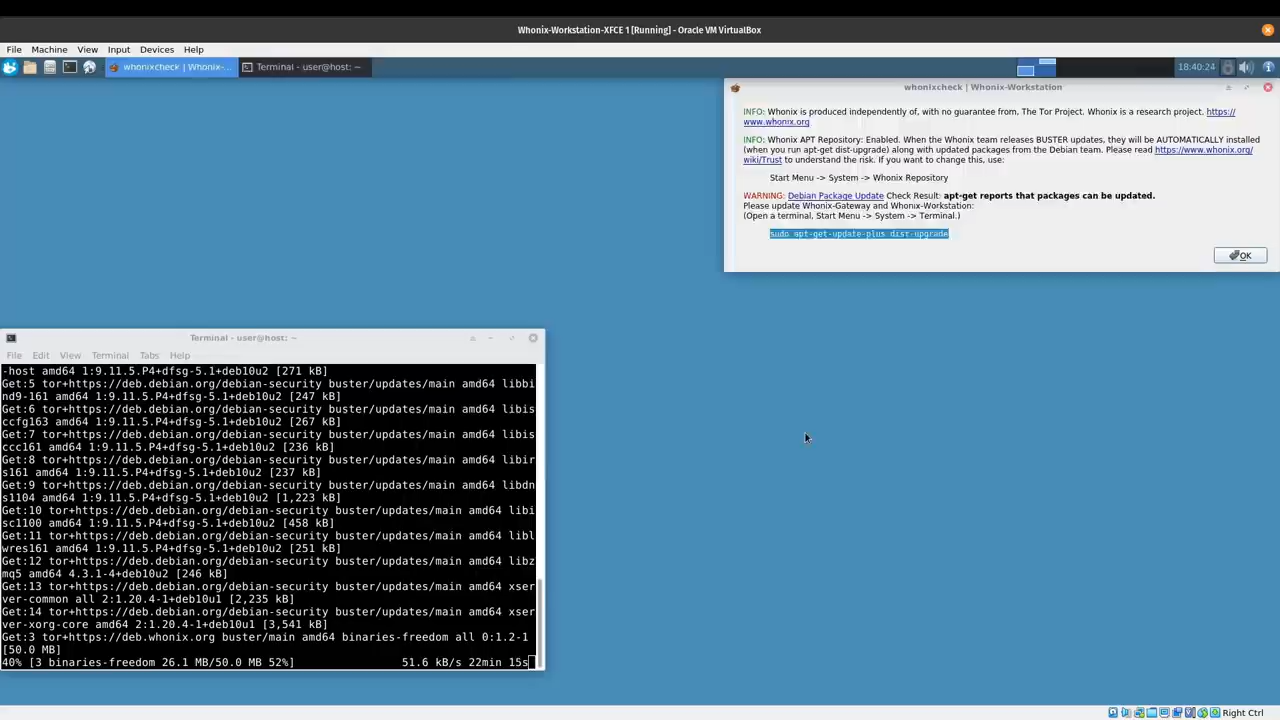 Whonix-Workstation-XFCE 1 [Running] - Oracle VM VirtualBox
File Machine View Input Devices Help
whonixcheck | Whonix-... Terminal - user@host: ~ 18:40:24
whonixcheck | Whonix-Workstation
INFO: Whonix is produced independently of, with no guarantee from, The Tor Project. Whonix is a research project. https://
www.whonix.org
INFO: Whonix APT Repository: Enabled. When the Whonix team releases BUSTER updates, they will be AUTOMATICALLY installed
(when you run apt-get dist-upgrade) along with updated packages from the Debian team. Please read https://www.whonix.org/
wiki/Trust to understand the risk. If you want to change this, use:
Start Menu -> System -> Whonix Repository
WARNING: Debian Package Update Check Result: apt-get reports that packages can be updated.
Please update Whonix-Gateway and Whonix-Workstation:
(Open a terminal, Start Menu -> System -> Terminal.)
sudo apt-get-update-plus dist-upgrade
OK
Terminal - user@host: ~
File Edit View Terminal Tabs Help
-host amd64 1:9.11.5.P4+dfsg-5.1+deb10u2 [271 kB]
Get:5 tor+https://deb.debian.org/debian-security buster/updates/main amd64 libbi
nd9-161 amd64 1:9.11.5.P4+dfsg-5.1+deb10u2 [247 kB]
Get:6 tor+https://deb.debian.org/debian-security buster/updates/main amd64 libis
ccfg163 amd64 1:9.11.5.P4+dfsg-5.1+deb10u2 [267 kB]
Get:7 tor+https://deb.debian.org/debian-security buster/updates/main amd64 libis
ccc161 amd64 1:9.11.5.P4+dfsg-5.1+deb10u2 [236 kB]
Get:8 tor+https://deb.debian.org/debian-security buster/updates/main amd64 libir
s161 amd64 1:9.11.5.P4+dfsg-5.1+deb10u2 [237 kB]
Get:9 tor+https://deb.debian.org/debian-security buster/updates/main amd64 libdn
s1104 amd64 1:9.11.5.P4+dfsg-5.1+deb10u2 [1,223 kB]
Get:10 tor+https://deb.debian.org/debian-security buster/updates/main amd64 libi
sc1100 amd64 1:9.11.5.P4+dfsg-5.1+deb10u2 [458 kB]
Get:11 tor+https://deb.debian.org/debian-security buster/updates/main amd64 libl
wres161 amd64 1:9.11.5.P4+dfsg-5.1+deb10u2 [251 kB]
Get:12 tor+https://deb.debian.org/debian-security buster/updates/main amd64 libz
mq5 amd64 4.3.1-4+deb10u2 [246 kB]
Get:13 tor+https://deb.debian.org/debian-security buster/updates/main amd64 xser
ver-common all 2:1.20.4-1+deb10u1 [2,235 kB]
Get:14 tor+https://deb.debian.org/debian-security buster/updates/main amd64 xser
ver-xorg-core amd64 2:1.20.4-1+deb10u1 [3,541 kB]
Get:3 tor+https://deb.whonix.org buster/main amd64 binaries-freedom all 0:1.2-1
[50.0 MB]
40% [3 binaries-freedom 26.1 MB/50.0 MB 52%] 51.6 kB/s 22min 15s
Right Ctrl